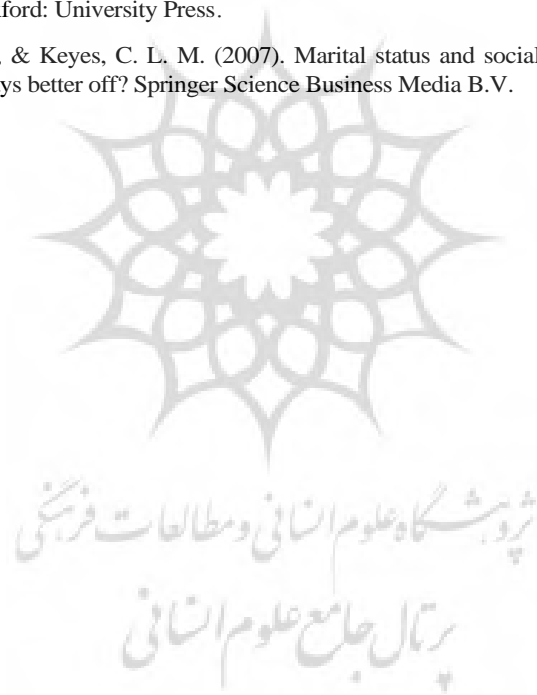 ford: University Press.
, & Keyes, C. L. M. (2007). Marital status and social
ys better off? Springer Science Business Media B.V.
پژوهشگاه علوم انسانی و مطالعات فرهنگی
پرتال جامع علوم انسانی